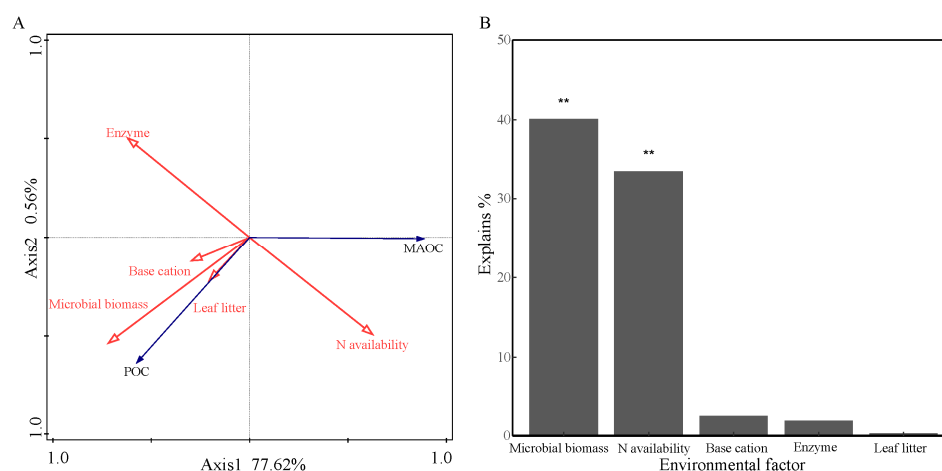 A
1.0
Axis2 0.56%
1.0
Enzyme
MAOC
Base cation
Microbial biomass
Leaf litter
N availability
POC
1.0
1.0
Axis1 77.62%
B
50
40
30
20
10
0
Explains %
**
**
Microbial biomass
N availability
Base cation
Enzyme
Leaf litter
Environmental factor